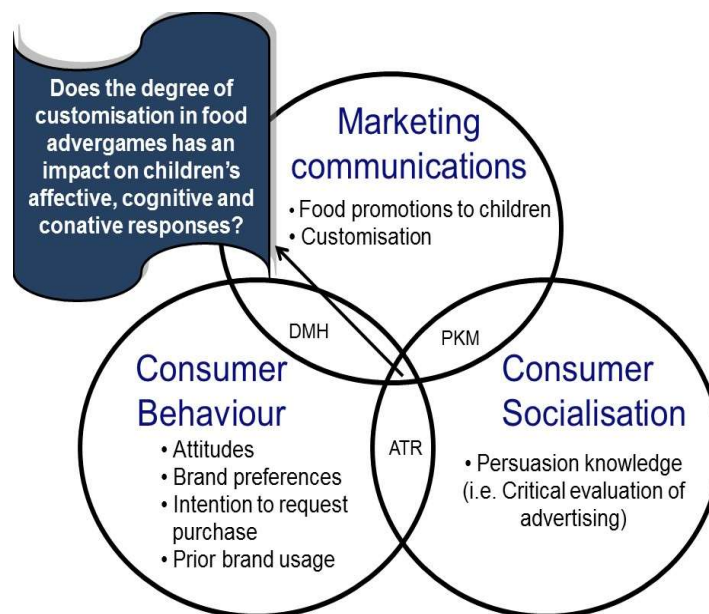 Does the degree of
customisation in food
advergames has an
impact on children's
affective, cognitive and
conative responses?
Marketing
communications
• Food promotions to children
• Customisation
DMH
PKM
Consumer
Behaviour
• Attitudes
• Brand preferences
• Intention to request
purchase
• Prior brand usage
ATR
Consumer
Socialisation
• Persuasion knowledge
(i.e. Critical evaluation of
advertising)